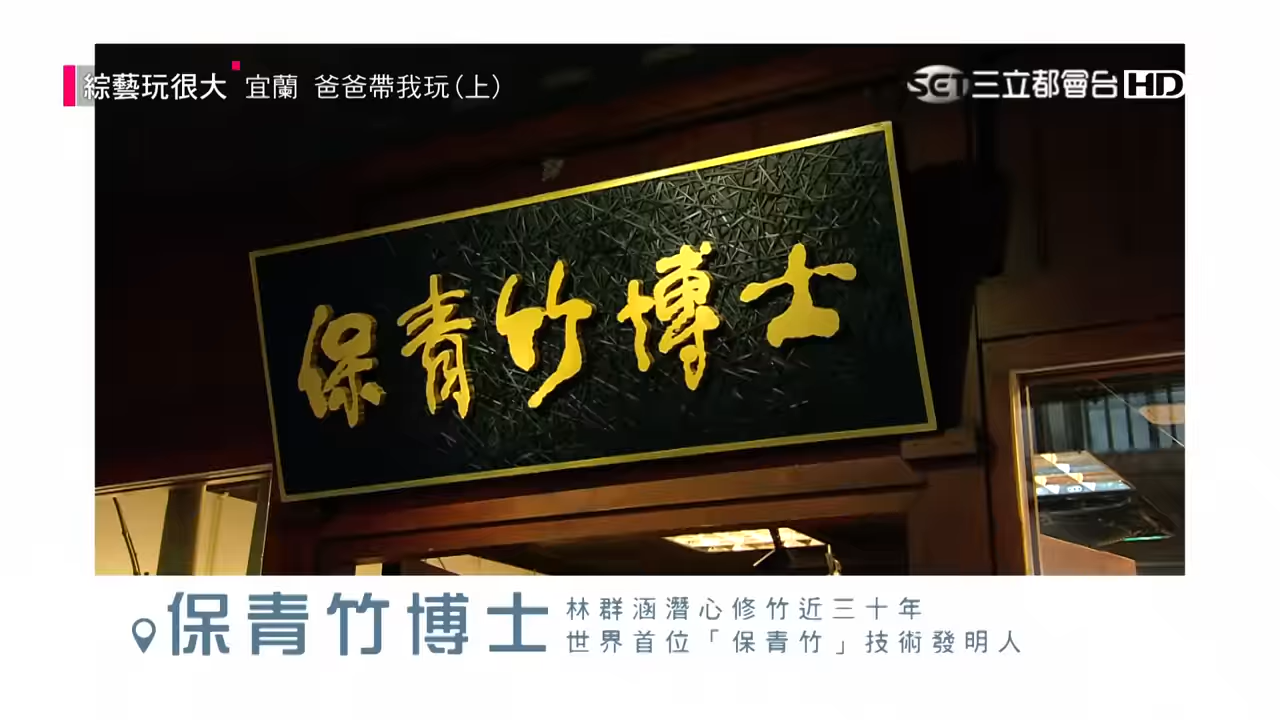 綜藝玩很大 宜蘭 爸爸帶我玩(上)
SET三立都會台HD
保青竹博士
保青竹博士
林群涵潛心修竹近三十年
世界首位「保青竹」技術發明人